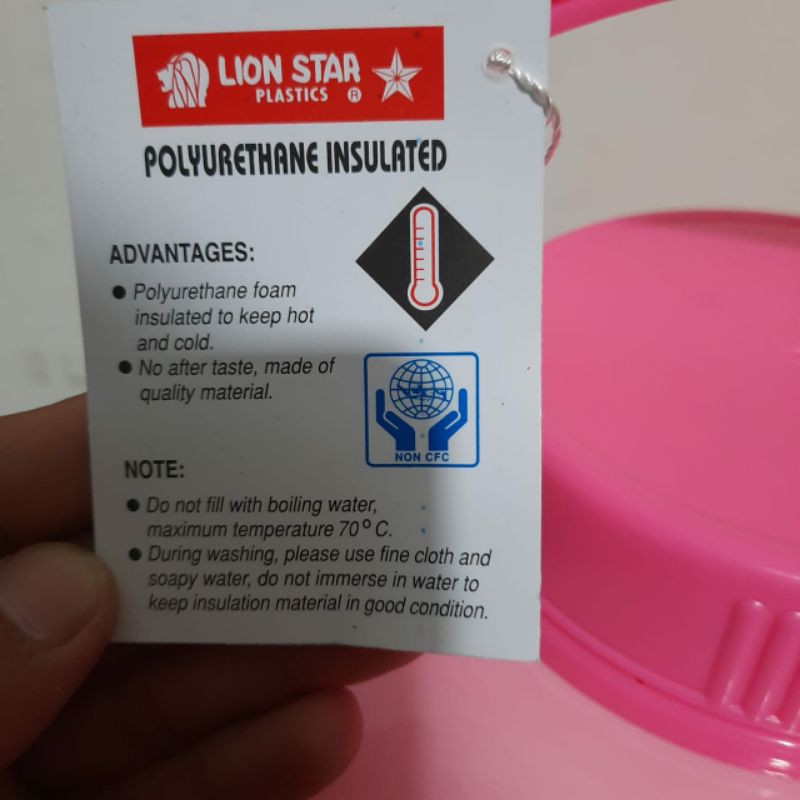 LION STAR
PLASTICS ®
POLYURETHANE INSULATED
ADVANTAGES:
● Polyurethane foam
insulated to keep hot
and cold.
● No after taste, made of
quality material.
NON CFC
NOTE:
● Do not fill with boiling water,
maximum temperature 70° C.
● During washing, please use fine cloth and
soapy water, do not immerse in water to
keep insulation material in good condition.